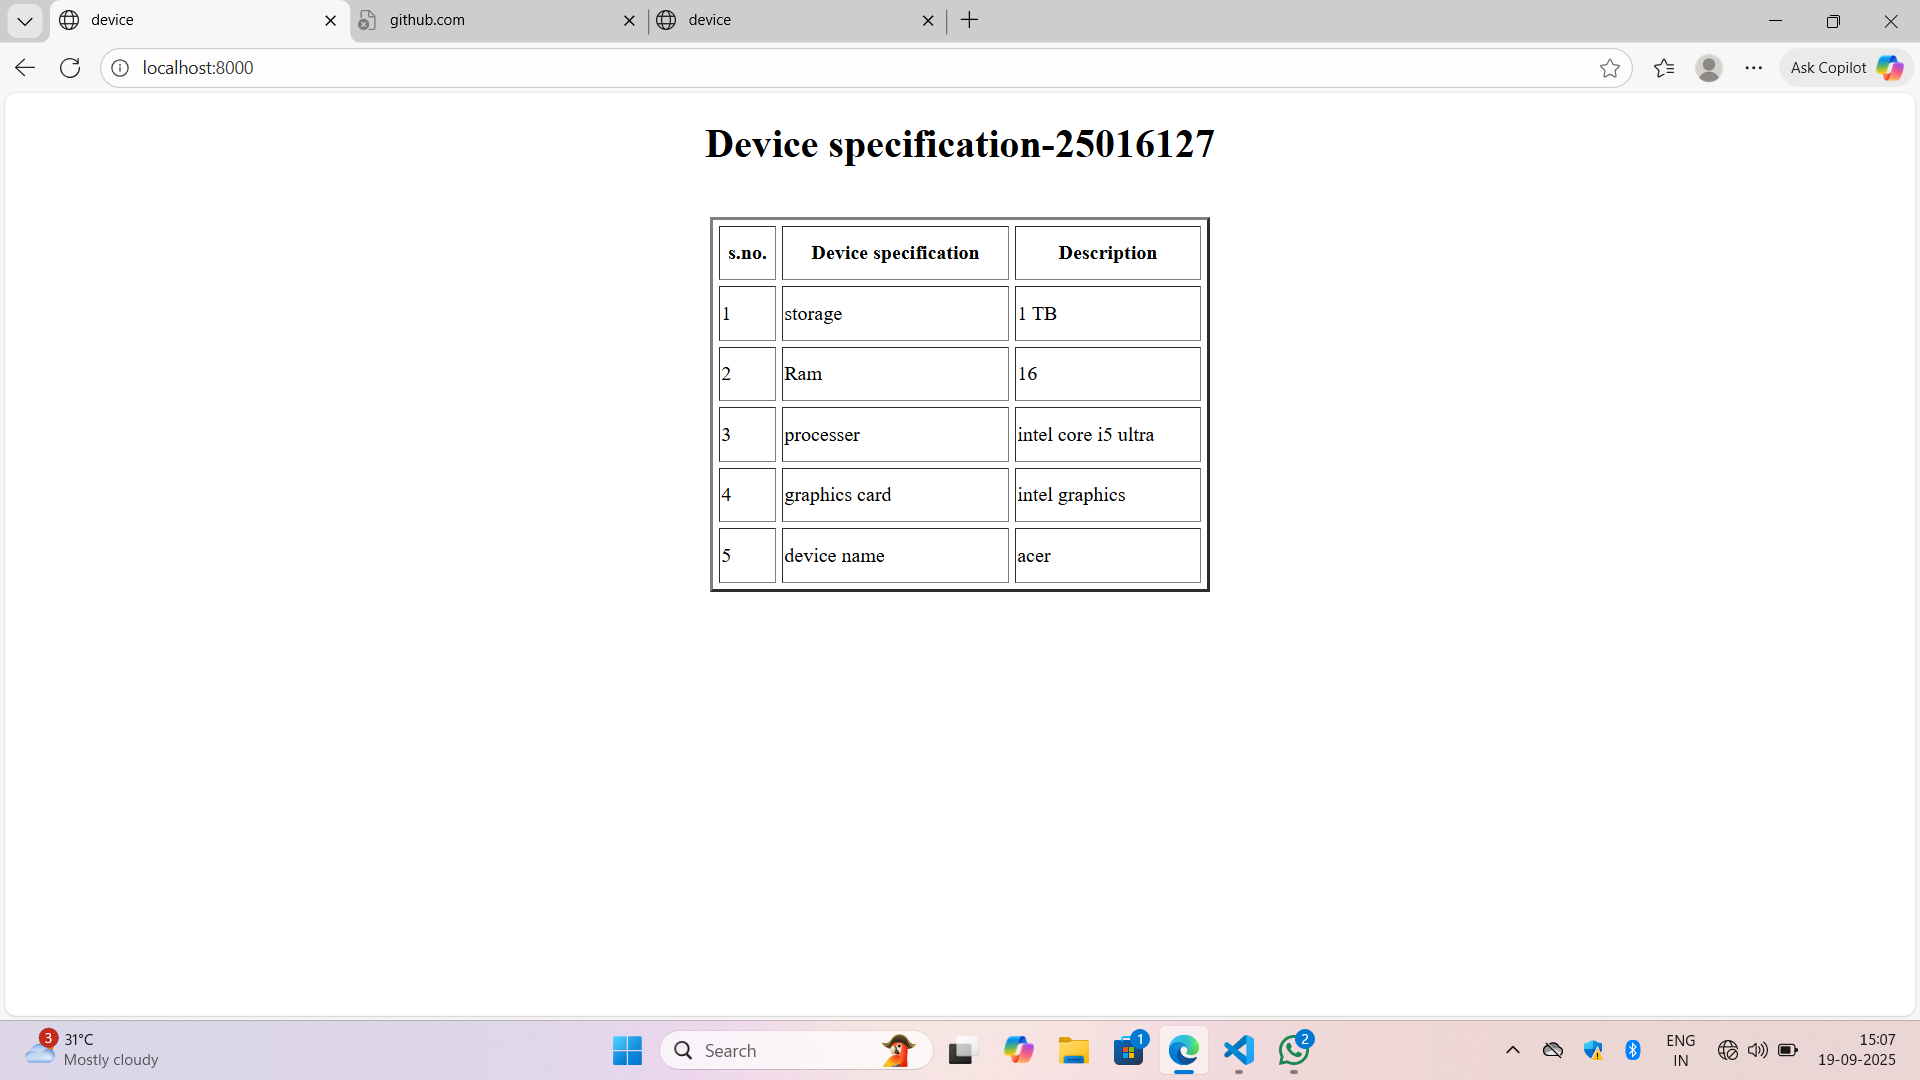 device
github.com
device
localhost:8000
Ask Copilot
Device specification-25016127
s.no. Device specification Description
1 storage 1 TB
2 Ram 16
3 processer intel core i5 ultra
4 graphics card intel graphics
5 device name acer
3
31°C
Mostly cloudy
Search
1
2
ENG
IN
15:07
19-09-2025